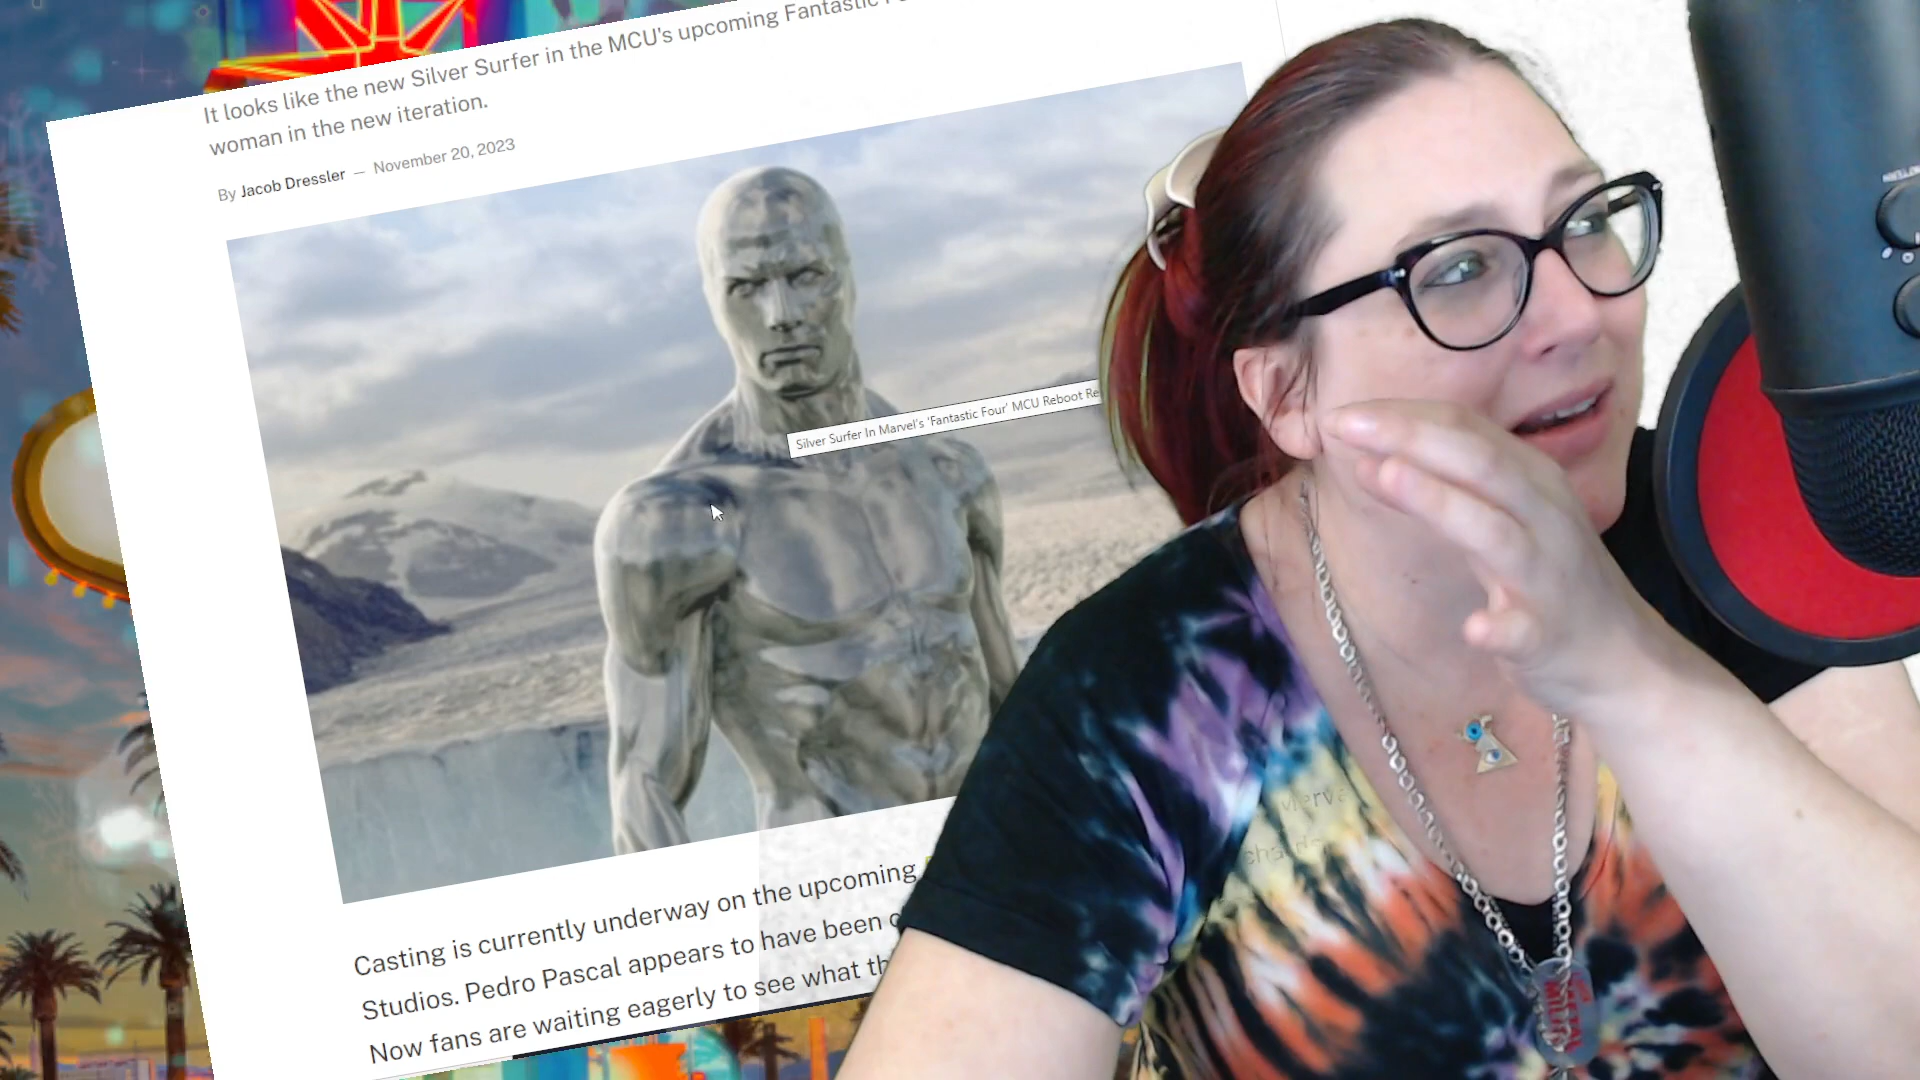 It looks like the new Silver Surfer in the MCU's upcoming Fantastic
woman in the new iteration.
By Jacob Dressler — November 20, 2023
Silver Surfer In Marvel's 'Fantastic Four' MCU Reboot
Casting is currently underway on the upcoming
Studios. Pedro Pascal appears to have been
Now fans are waiting eagerly to see what